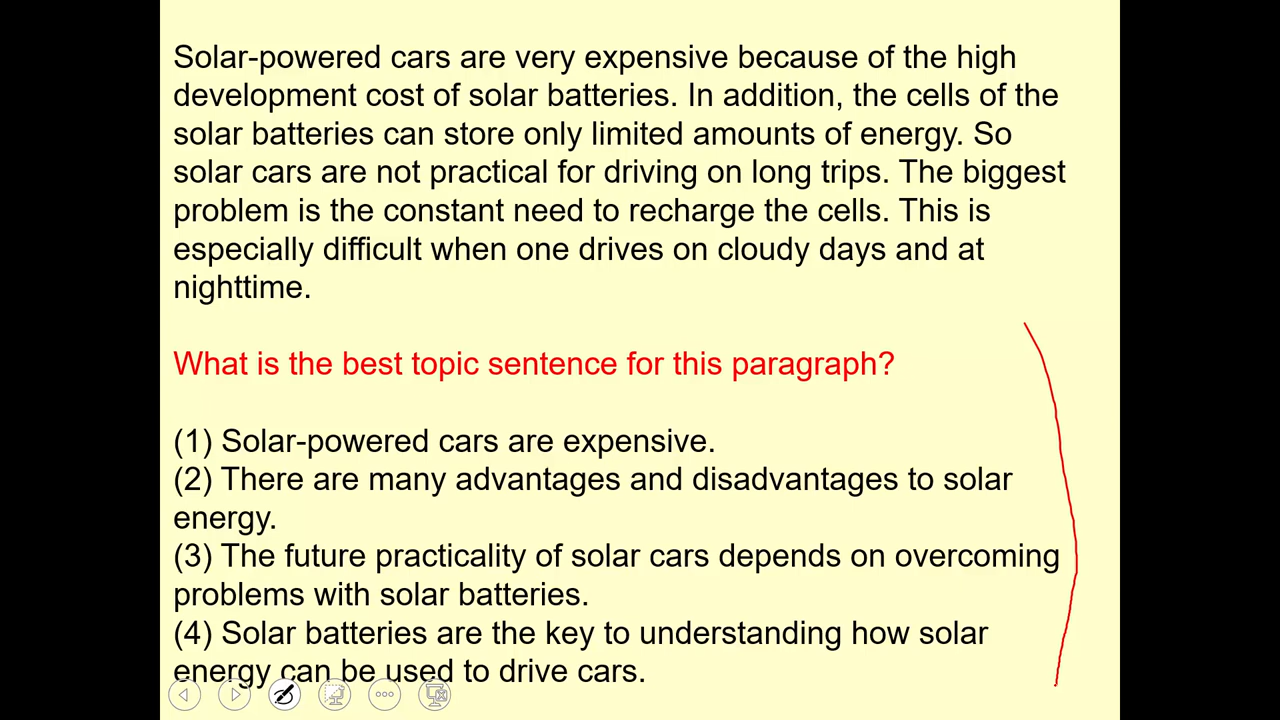 Solar-powered cars are very expensive because of the high
development cost of solar batteries. In addition, the cells of the
solar batteries can store only limited amounts of energy. So
solar cars are not practical for driving on long trips. The biggest
problem is the constant need to recharge the cells. This is
especially difficult when one drives on cloudy days and at
nighttime.
What is the best topic sentence for this paragraph?
(1) Solar-powered cars are expensive.
(2) There are many advantages and disadvantages to solar
energy.
(3) The future practicality of solar cars depends on overcoming
problems with solar batteries.
(4) Solar batteries are the key to understanding how solar
energy can be used to drive cars.